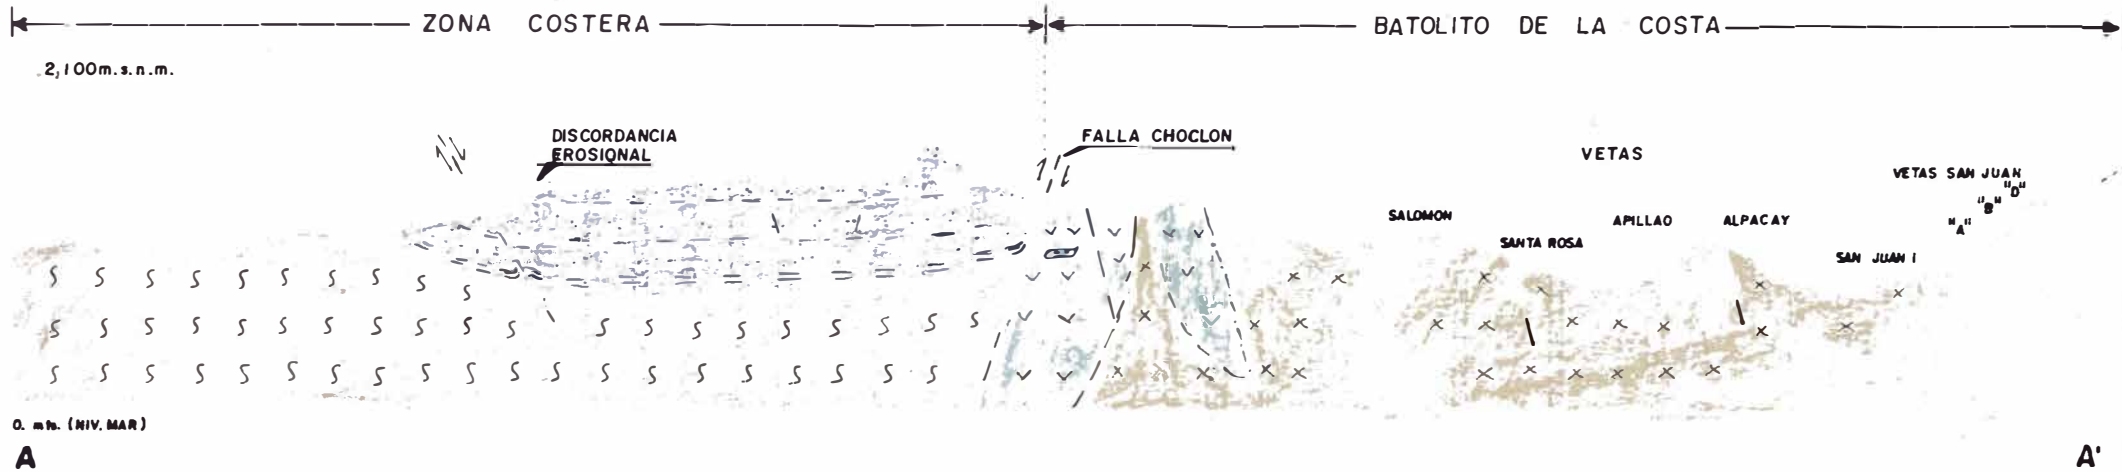 ZONA COSTERA
BATOLITO DE LA COSTA
2,100m.s.n.m.
DISCORDANCIA
EROSIONAL
FALLA CHOCLON
VETAS
VETAS SAN JUAN
"D"
"B"
"A"
SALOMON
SANTA ROSA
APILLAO
ALPACAY
SAN JUAN I
0. mts. (NIV. MAR)
A
A'